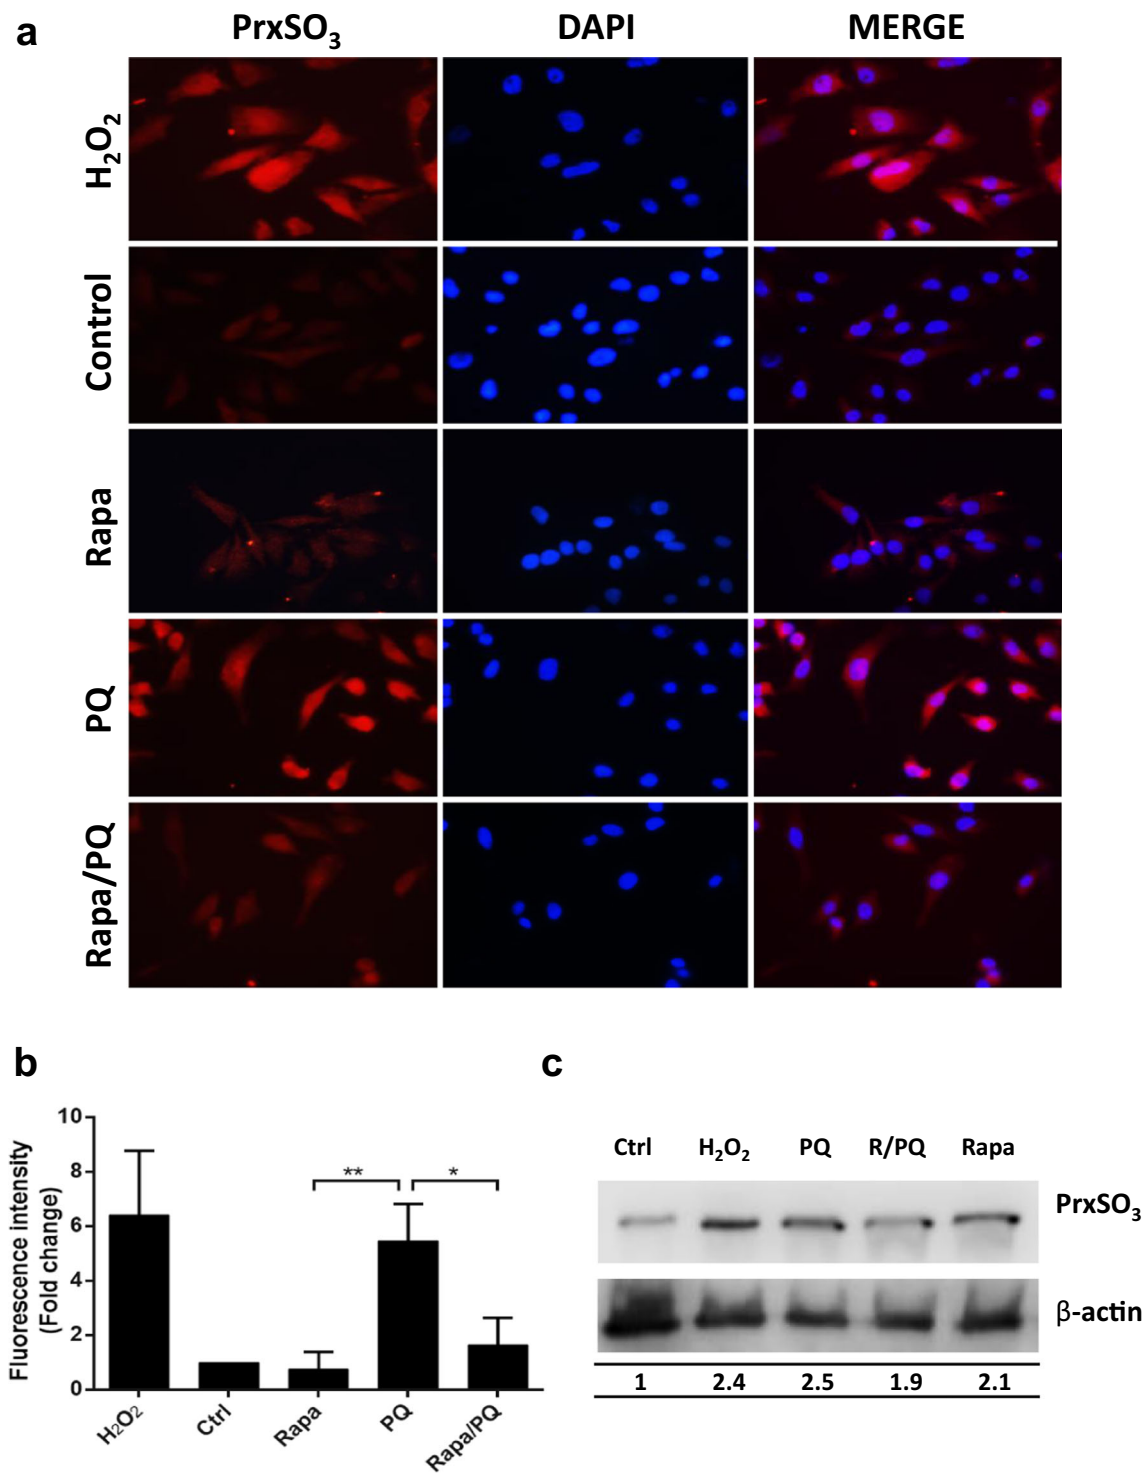 a
PrxSO₃ DAPI MERGE
H₂O₂
Control
Rapa
PQ
Rapa/PQ
b
Fluorescence intensity
(Fold change)
10
8
6
4
2
0
** *
H₂O₂ Ctrl Rapa PQ Rapa/PQ
c
Ctrl H₂O₂ PQ R/PQ Rapa
PrxSO₃
β-actin
1 2.4 2.5 1.9 2.1